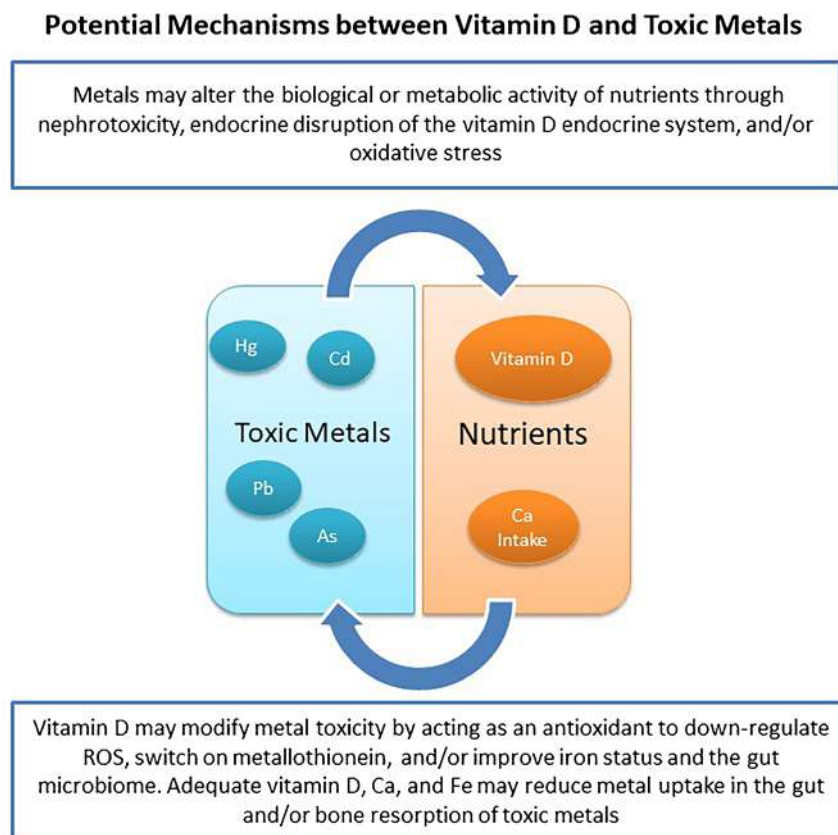 Potential Mechanisms between Vitamin D and Toxic Metals
Metals may alter the biological or metabolic activity of nutrients through
nephrotoxicity, endocrine disruption of the vitamin D endocrine system, and/or
oxidative stress
Hg
Cd
Toxic Metals
Pb
As
Vitamin D
Nutrients
Ca
Intake
Vitamin D may modify metal toxicity by acting as an antioxidant to down-regulate
ROS, switch on metallothionein, and/or improve iron status and the gut
microbiome. Adequate vitamin D, Ca, and Fe may reduce metal uptake in the gut
and/or bone resorption of toxic metals